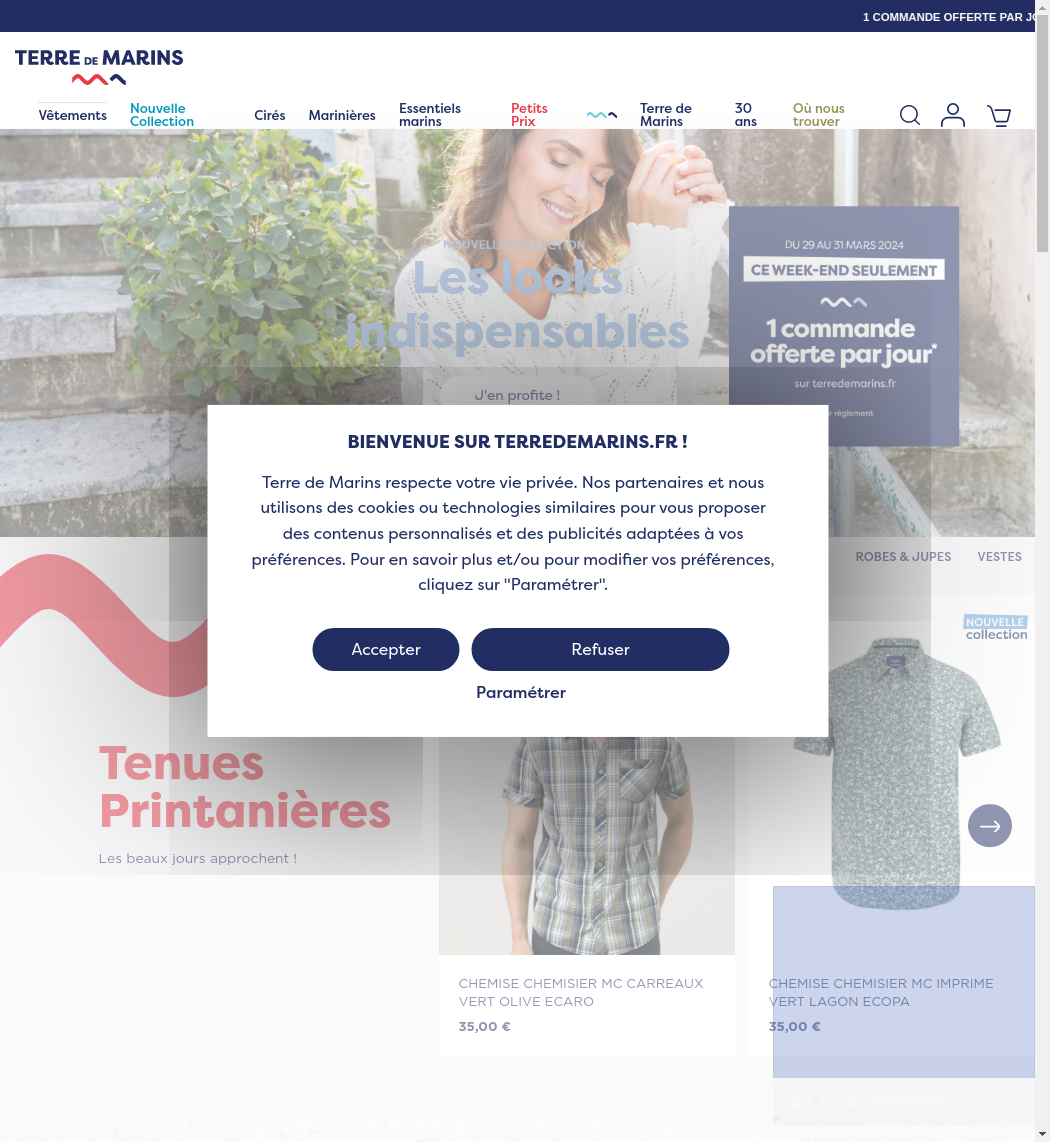 1 COMMANDE OFFERTE PAR JO
TERRE DE MARINS
Vêtements
Nouvelle
Collection
Cirés
Marinières
Essentiels
marins
Petits
Prix
Terre de
Marins
30
ans
Où nous
trouver
NOUVELLE COLLECTION
Les looks
indispensables
J'en profite !
DU 29 AU 31 MARS 2024
CE WEEK-END SEULEMENT
1 commande
offerte par jour*
sur terredemarins.fr
règlement
BIENVENUE SUR TERREDEMARINS.FR !
Terre de Marins respecte votre vie privée. Nos partenaires et nous
utilisons des cookies ou technologies similaires pour vous proposer
des contenus personnalisés et des publicités adaptées à vos
préférences. Pour en savoir plus et/ou pour modifier vos préférences,
cliquez sur "Paramétrer".
Accepter
Refuser
Paramétrer
ROBES & JUPES
VESTES
NOUVELLE
collection
Tenues
Printanières
Les beaux jours approchent !
CHEMISE CHEMISIER MC CARREAUX
VERT OLIVE ECARO
35,00 €
CHEMISE CHEMISIER MC IMPRIME
VERT LAGON ECOPA
35,00 €